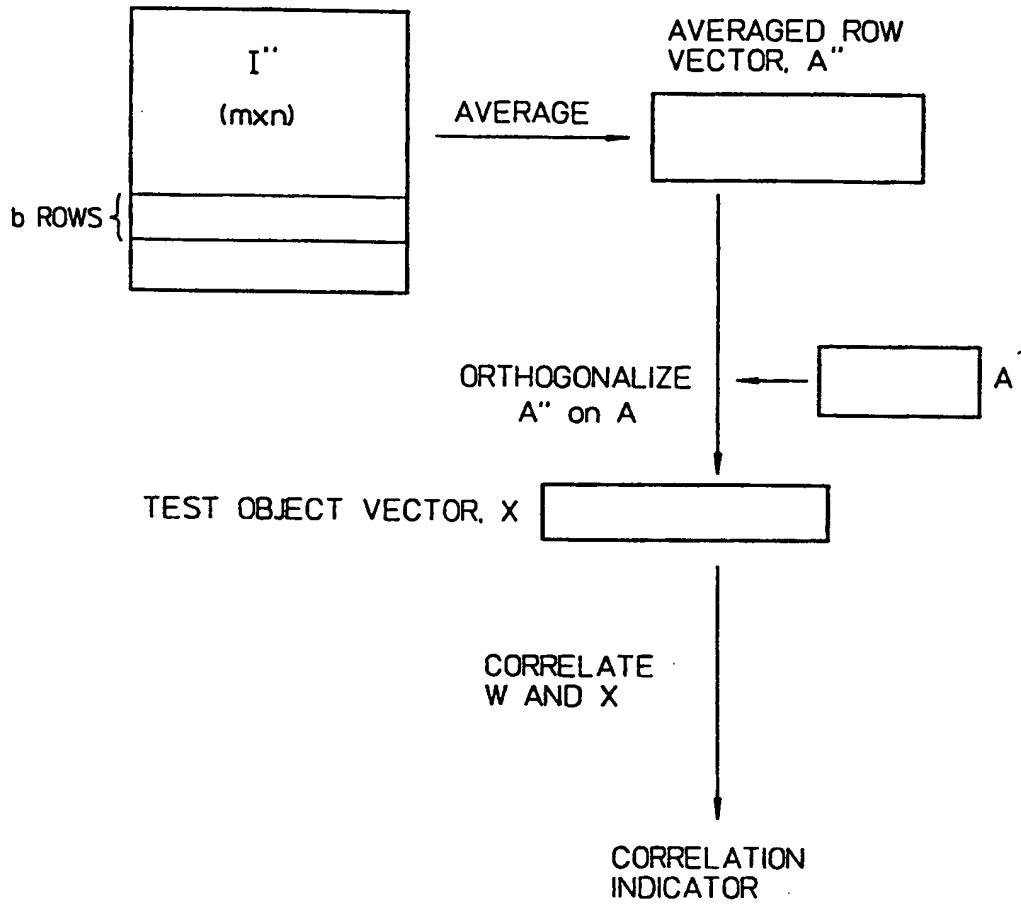 I''
(mxn)
b ROWS
AVERAGE
AVERAGED ROW
VECTOR, A''
ORTHOGONALIZE
A'' on A
A'
TEST OBJECT VECTOR, X
CORRELATE
W AND X
CORRELATION
INDICATOR